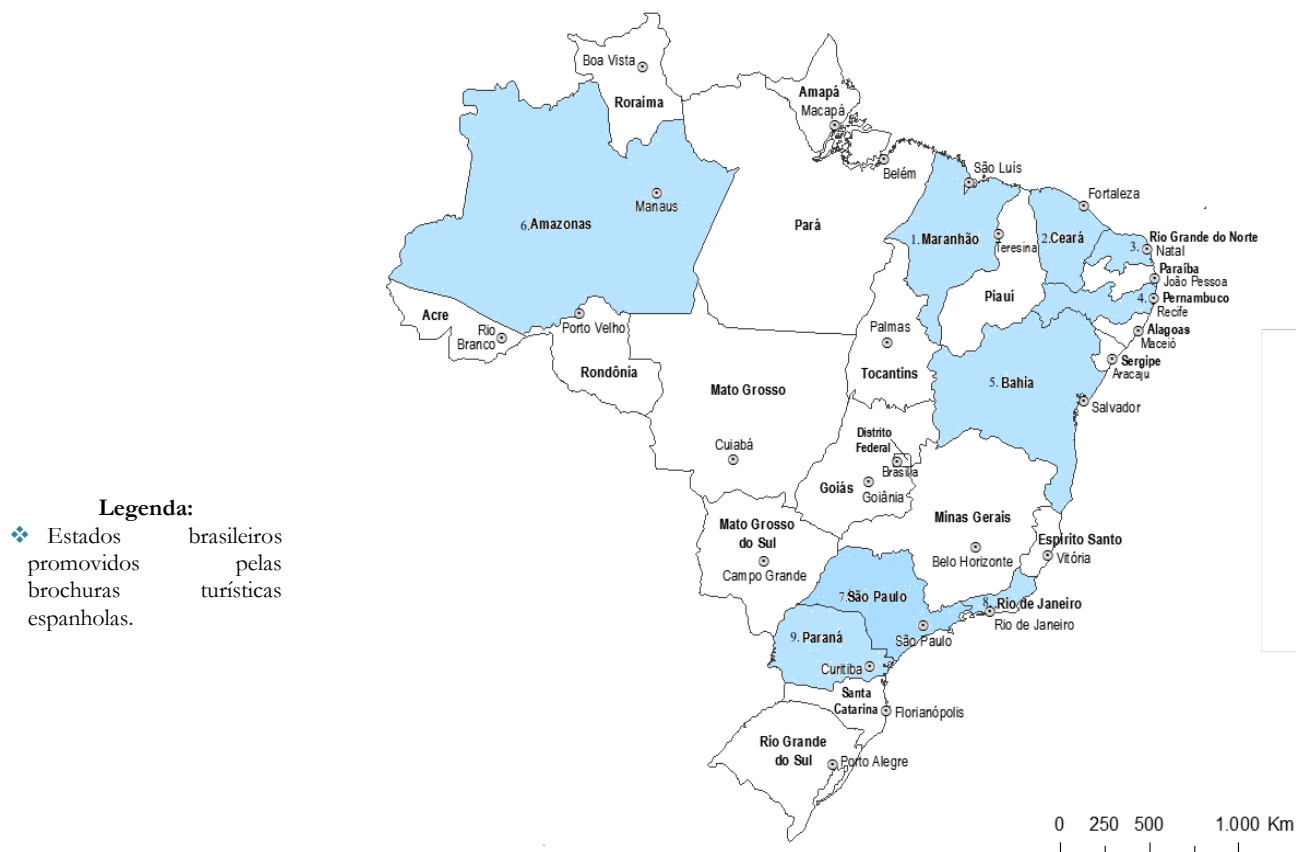 Boa Vista
Roraima
Amapá
Macapá
Belém
São Luís
Fortaleza
Manaus
6. Amazonas
Pará
1. Maranhão
Teresina
2. Ceará
3.
Rio Grande do Norte
Natal
Paraíba
João Pessoa
Piauí
4.
Pernambuco
Recife
Acre
Rio
Branco
Porto Velho
Rondônia
Palmas
Tocantins
Alagoas
Maceió
Sergipe
Aracaju
Mato Grosso
5. Bahia
Salvador
Cuiabá
Distrito
Federal
Brasília
Goiás
Goiânia
Legenda:
Estados brasileiros
promovidos pelas
brochuras turísticas
espanholas.
Mato Grosso
do Sul
Campo Grande
Minas Gerais
Belo Horizonte
Espírito Santo
Vitória
7. São Paulo
São Paulo
8. Rio de Janeiro
Rio de Janeiro
9. Paraná
Curitiba
Santa
Catarina
Florianópolis
Rio Grande
do Sul
Porto Alegre
0 250 500 1.000 Km